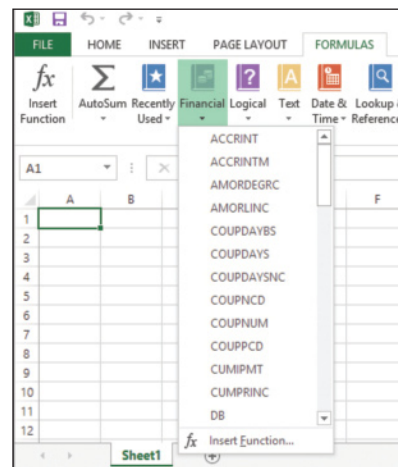 FILE HOME INSERT PAGE LAYOUT FORMULAS
fx Σ ? A
Insert Function AutoSum Recently Used Financial Logical Text Date & Time Lookup & Reference
A1
A B F
ACCRINT
ACCRINTM
AMORDEGRC
AMORLINC
COUPDAYBS
COUPDAYS
COUPDAYSNC
COUPNCD
COUPNUM
COUPPCD
CUMIPMT
CUMPRINC
DB
fx Insert Function...
1
2
3
4
5
6
7
8
9
10
11
12
Sheet1